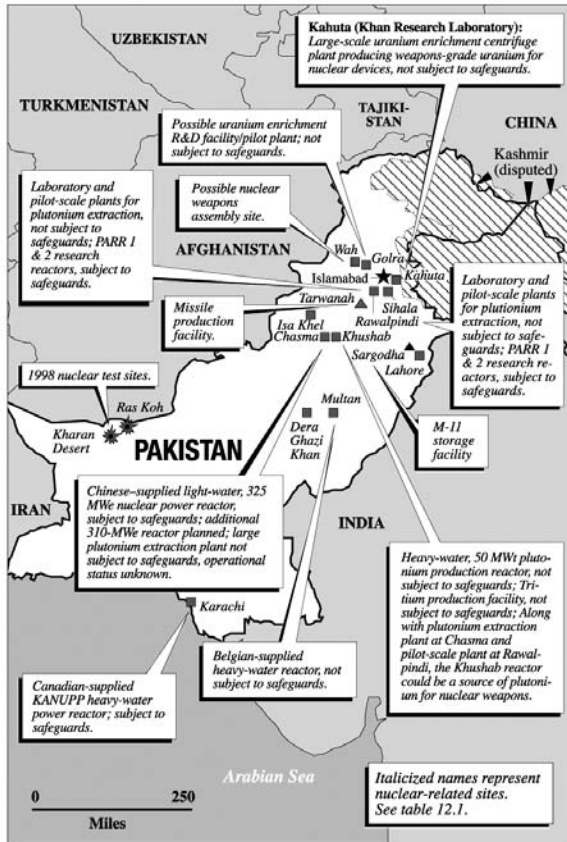 Kahuta (Khan Research Laboratory):
Large-scale uranium enrichment centrifuge
plant producing weapons-grade uranium for
nuclear devices, not subject to safeguards.
UZBEKISTAN
TURKMENISTAN
TAJIKI-
STAN
CHINA
Kashmir
(disputed)
Possible uranium enrichment
R&D facility/pilot plant; not
subject to safeguards.
Laboratory and
pilot-scale plants for
plutonium extraction,
not subject to
safeguards; PARR 1
& 2 research
reactors, subject to
safeguards.
Possible nuclear
weapons
assembly site.
AFGHANISTAN
Wah
Golra
Islamabad
Kahuta
Tarwanah
Sihala
Rawalpindi
Missile
production
facility.
Isa Khel
Chasma
Khushab
Sargodha
Lahore
Laboratory and
pilot-scale plants
for plutionium
extraction, not
subject to safe-
guards; PARR 1
& 2 research re-
actors, subject to
safeguards.
1998 nuclear test sites.
Ras Koh
Kharan
Desert
PAKISTAN
Multan
Dera
Ghazi
Khan
M-11
storage
facility
IRAN
INDIA
Chinese–supplied light-water, 325
MWe nuclear power reactor,
subject to safeguards; additional
310-MWe reactor planned; large
plutonium extraction plant not
subject to safeguards, operational
status unknown.
Heavy-water, 50 MWt pluto-
nium production reactor, not
subject to safeguards; Tri-
tium production facility, not
subject to safeguards; Along
with plutonium extraction
plant at Chasma and
pilot-scale plant at Rawal-
pindi, the Khushab reactor
could be a source of plutoni-
um for nuclear weapons.
Karachi
Belgian-supplied
heavy-water reactor, not
subject to safeguards.
Canadian-supplied
KANUPP heavy-water
power reactor; subject to
safeguards.
Arabian Sea
0 250
Miles
Italicized names represent
nuclear-related sites.
See table 12.1.